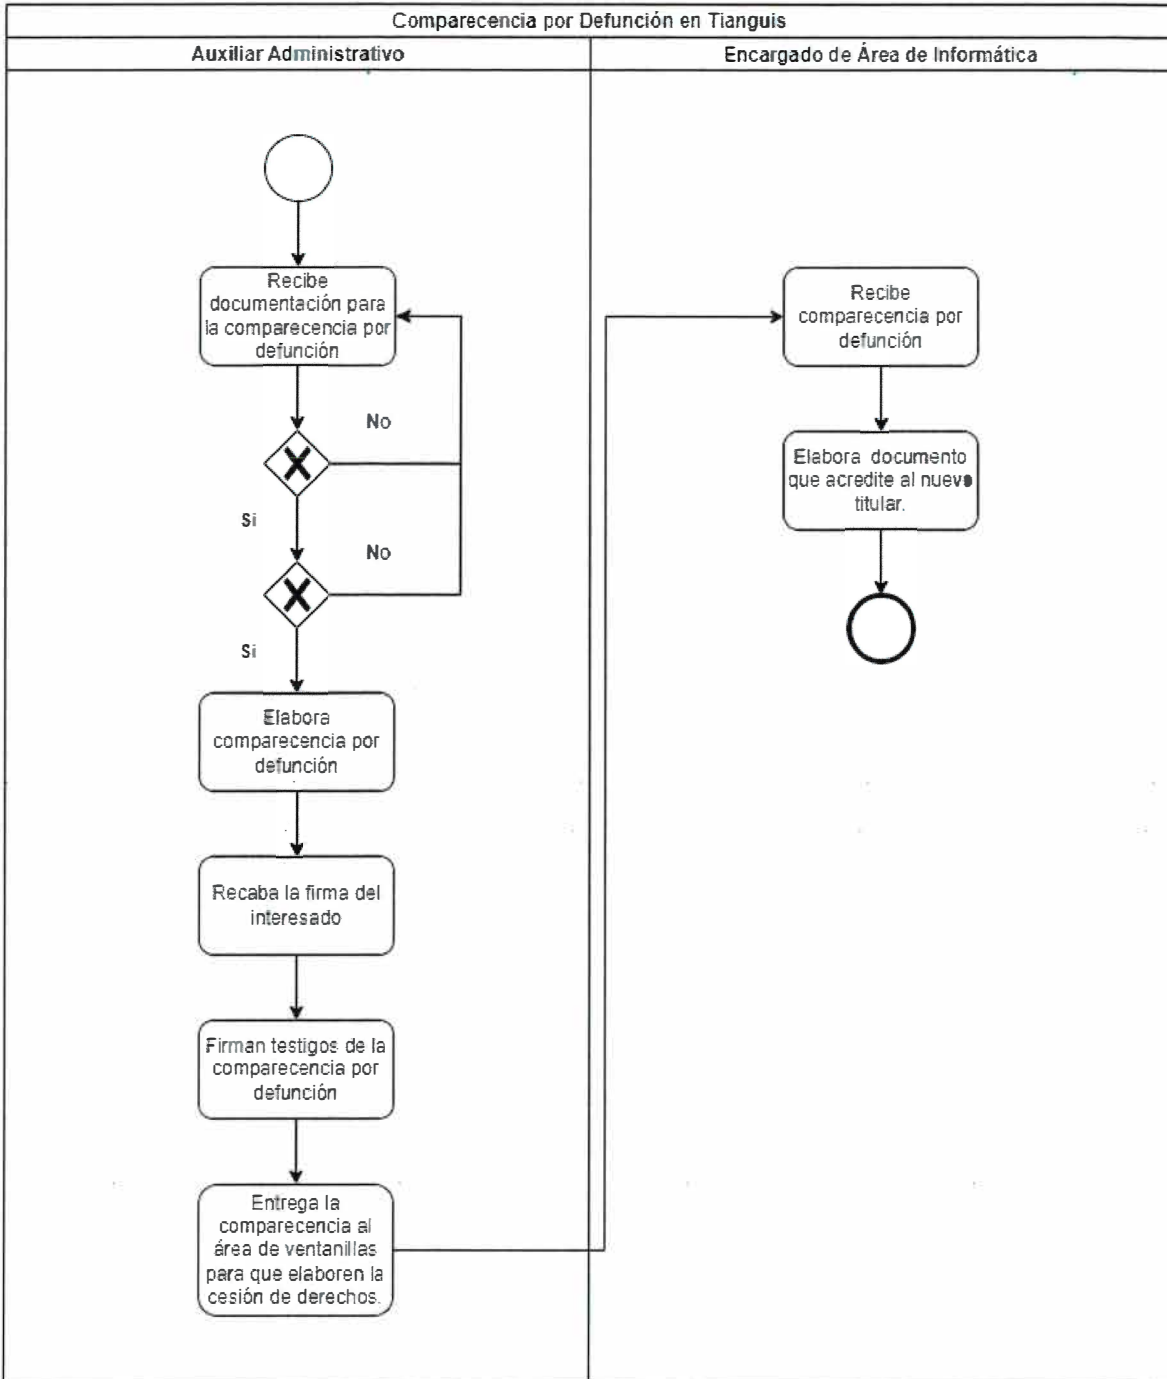 Comparecencia por Defunción en Tianguis
Auxiliar Administrativo
Encargado de Área de Informática
Recibe
documentación para
la comparecencia por
defunción
No
Si
No
Si
Elabora
comparecencia por
defunción
Recaba la firma del
interesado
Firman testigos de la
comparecencia por
defunción
Entrega la
comparecencia al
área de ventanillas
para que elaboren la
cesión de derechos.
Recibe
comparecencia por
defunción
Elabora documento
que acredite al nuevo
titular.